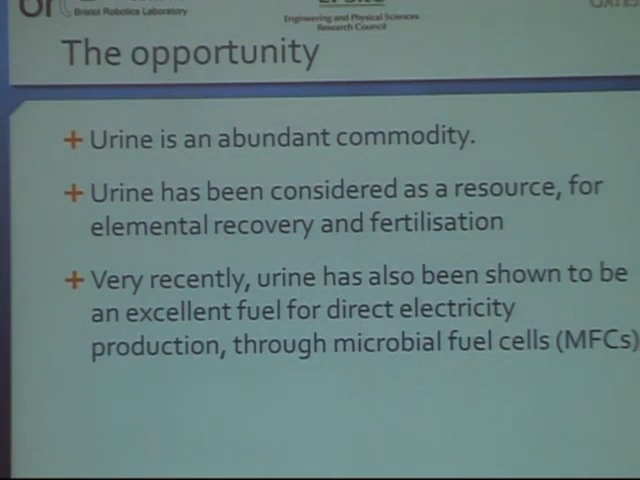 Bristol Robotics Laboratory
Engineering and Physical Sciences
Research Council
The opportunity
+ Urine is an abundant commodity.
+ Urine has been considered as a resource, for
elemental recovery and fertilisation
+ Very recently, urine has also been shown to be
an excellent fuel for direct electricity
production, through microbial fuel cells (MFCs)